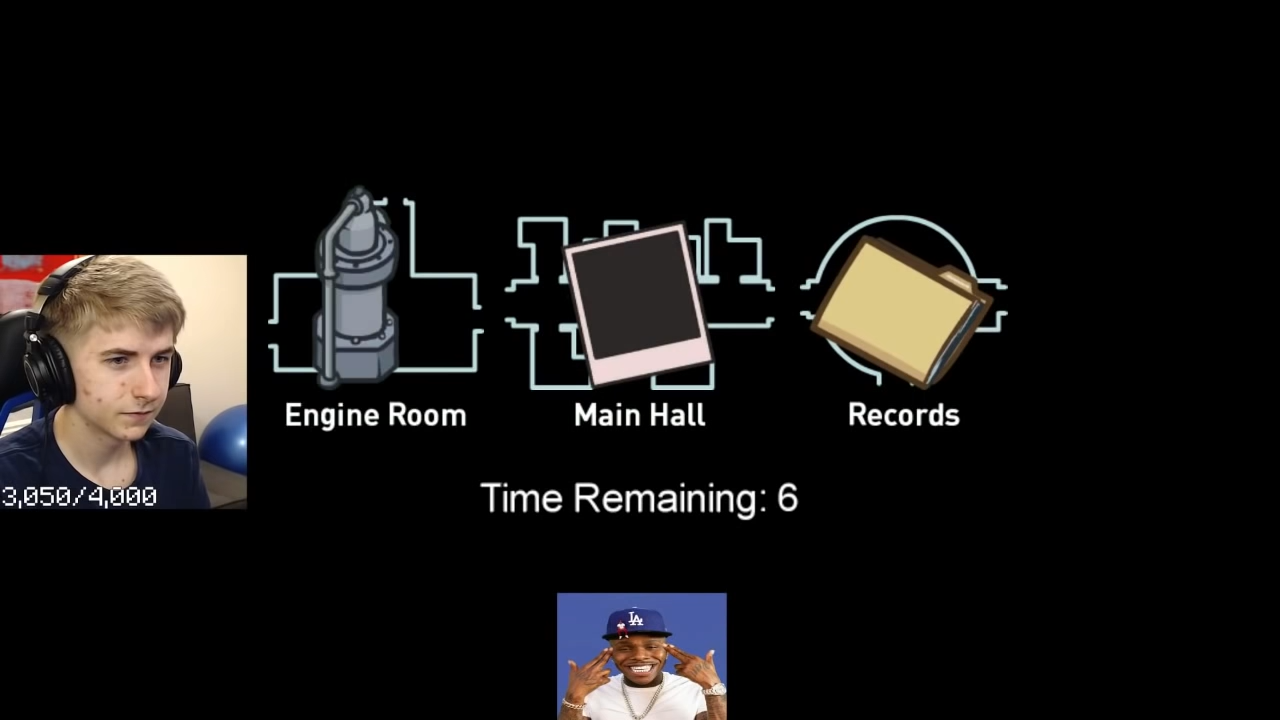 Engine Room
Main Hall
Records
3,050/4,000
Time Remaining: 6
LA